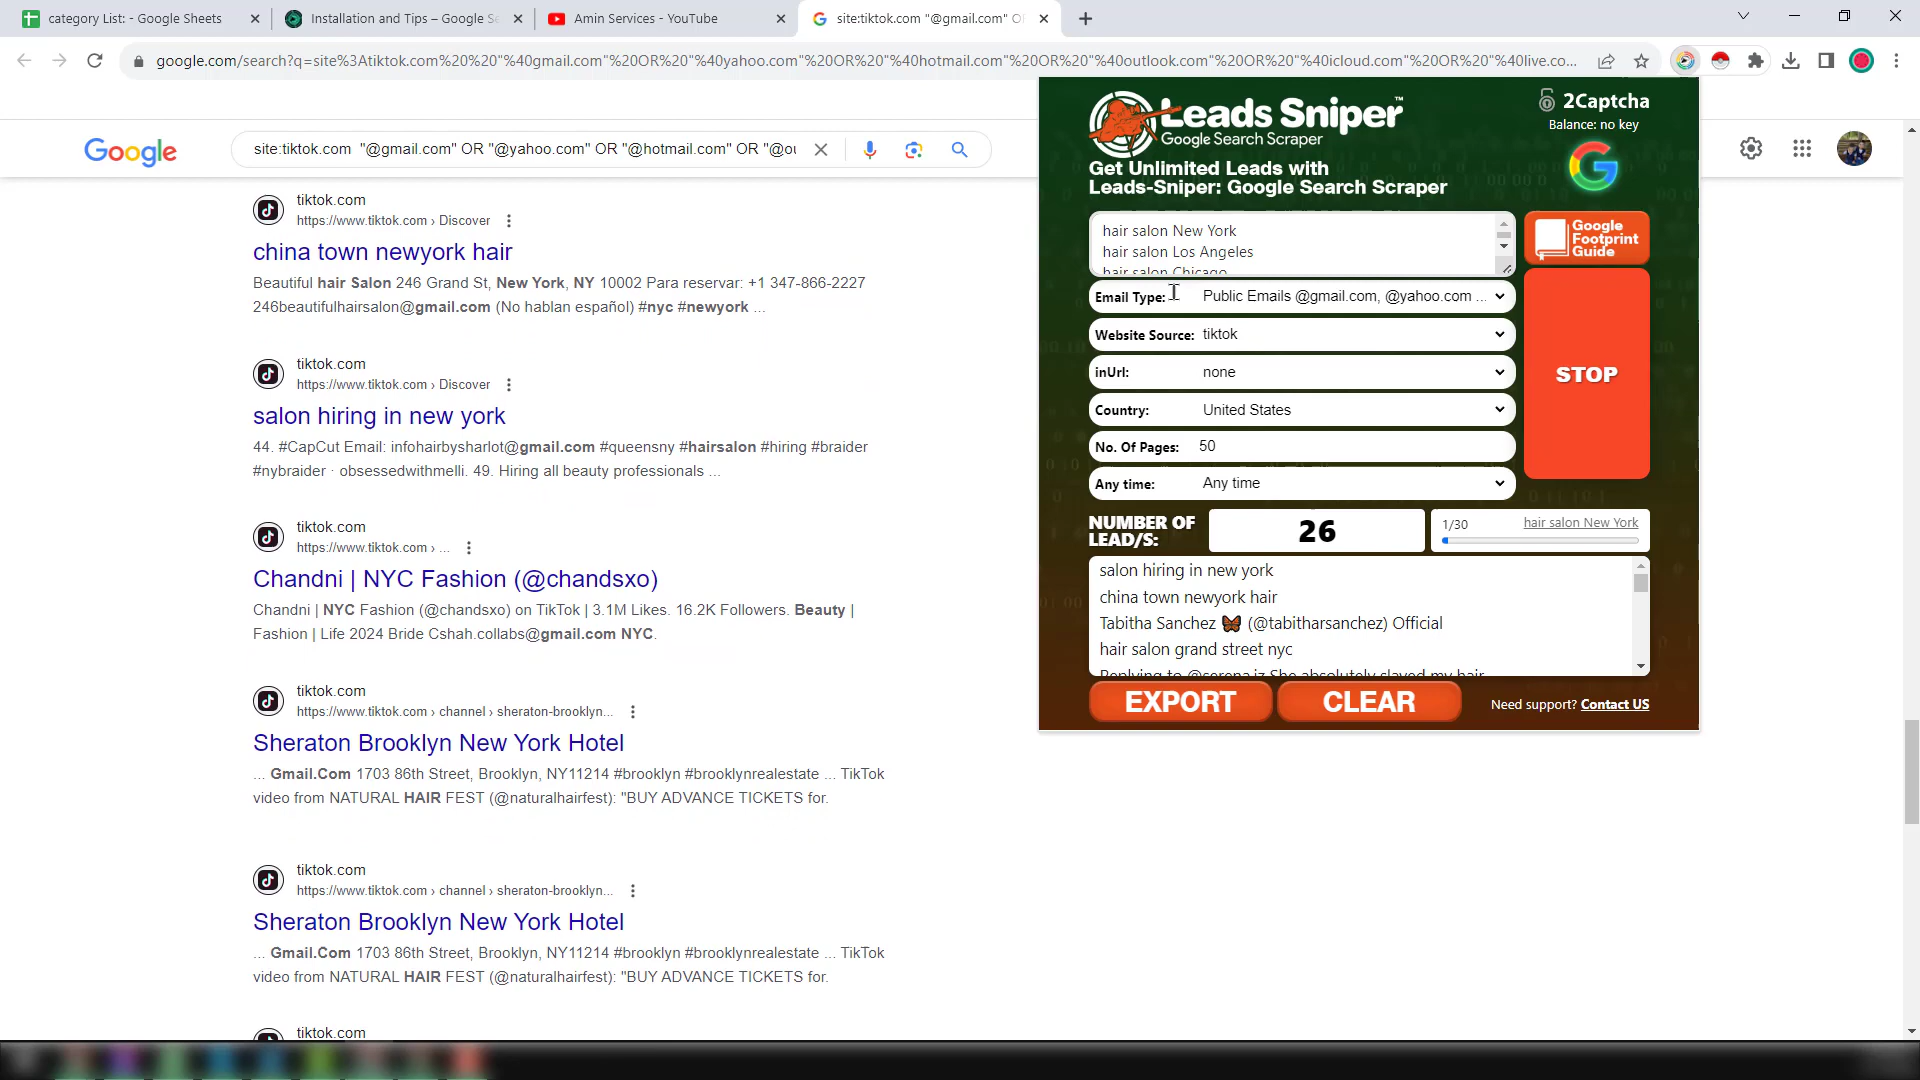 category List: - Google Sheets
Installation and Tips – Google Se
Amin Services - YouTube
site:tiktok.com "@gmail.com" O
google.com/search?q=site%3Atiktok.com%20%20"%40gmail.com"%20OR%20"%40yahoo.com"%20OR%20"%40hotmail.com"%20OR%20"%40outlook.com"%20OR%20"%40icloud.com"%20OR%20"%40live.co...
Google
site:tiktok.com "@gmail.com" OR "@yahoo.com" OR "@hotmail.com" OR "@ou
tiktok.com
https://www.tiktok.com › Discover
china town newyork hair
Beautiful hair Salon 246 Grand St, New York, NY 10002 Para reservar: +1 347-866-2227
246beautifulhairsalon@gmail.com (No hablan español) #nyc #newyork ...
tiktok.com
https://www.tiktok.com › Discover
salon hiring in new york
44. #CapCut Email: infohairbysharlot@gmail.com #queensny #hairsalon #hiring #braider
#nybraider · obsessedwithmelli. 49. Hiring all beauty professionals ...
tiktok.com
https://www.tiktok.com › ...
Chandni | NYC Fashion (@chandsxo)
Chandni | NYC Fashion (@chandsxo) on TikTok | 3.1M Likes. 16.2K Followers. Beauty |
Fashion | Life 2024 Bride Cshah.collabs@gmail.com NYC.
tiktok.com
https://www.tiktok.com › channel › sheraton-brooklyn...
Sheraton Brooklyn New York Hotel
... Gmail.Com 1703 86th Street, Brooklyn, NY11214 #brooklyn #brooklynrealestate ... TikTok
video from NATURAL HAIR FEST (@naturalhairfest): "BUY ADVANCE TICKETS for.
tiktok.com
https://www.tiktok.com › channel › sheraton-brooklyn...
Sheraton Brooklyn New York Hotel
... Gmail.Com 1703 86th Street, Brooklyn, NY11214 #brooklyn #brooklynrealestate ... TikTok
video from NATURAL HAIR FEST (@naturalhairfest): "BUY ADVANCE TICKETS for.
tiktok.com
Leads Sniper™
Google Search Scraper
2Captcha
Balance: no key
Get Unlimited Leads with
Leads-Sniper: Google Search Scraper
hair salon New York
hair salon Los Angeles
hair salon Chicago
Google
Footprint
Guide
Email Type: Public Emails @gmail.com, @yahoo.com ...
Website Source: tiktok
inUrl: none
Country: United States
No. Of Pages: 50
Any time: Any time
STOP
NUMBER OF
LEAD/S:
26
1/30 hair salon New York
salon hiring in new york
china town newyork hair
Tabitha Sanchez 🦋 (@tabitharsanchez) Official
hair salon grand street nyc
Replying to @serena.jz She absolutely slayed my hair
EXPORT
CLEAR
Need support? Contact US